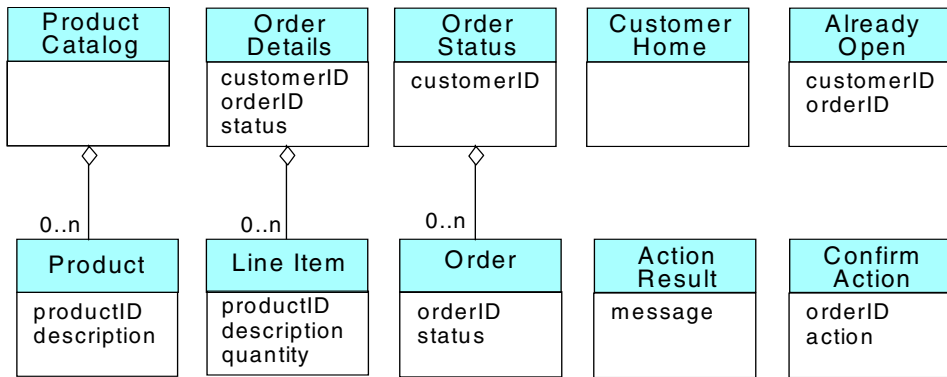 Product
Catalog
Order
Details
customerID
orderID
status
Order
Status
customerID
Customer
Home
Already
Open
customerID
orderID
0..n
0..n
0..n
Product
productID
description
Line Item
productID
description
quantity
Order
orderID
status
Action
Result
message
Confirm
Action
orderID
action